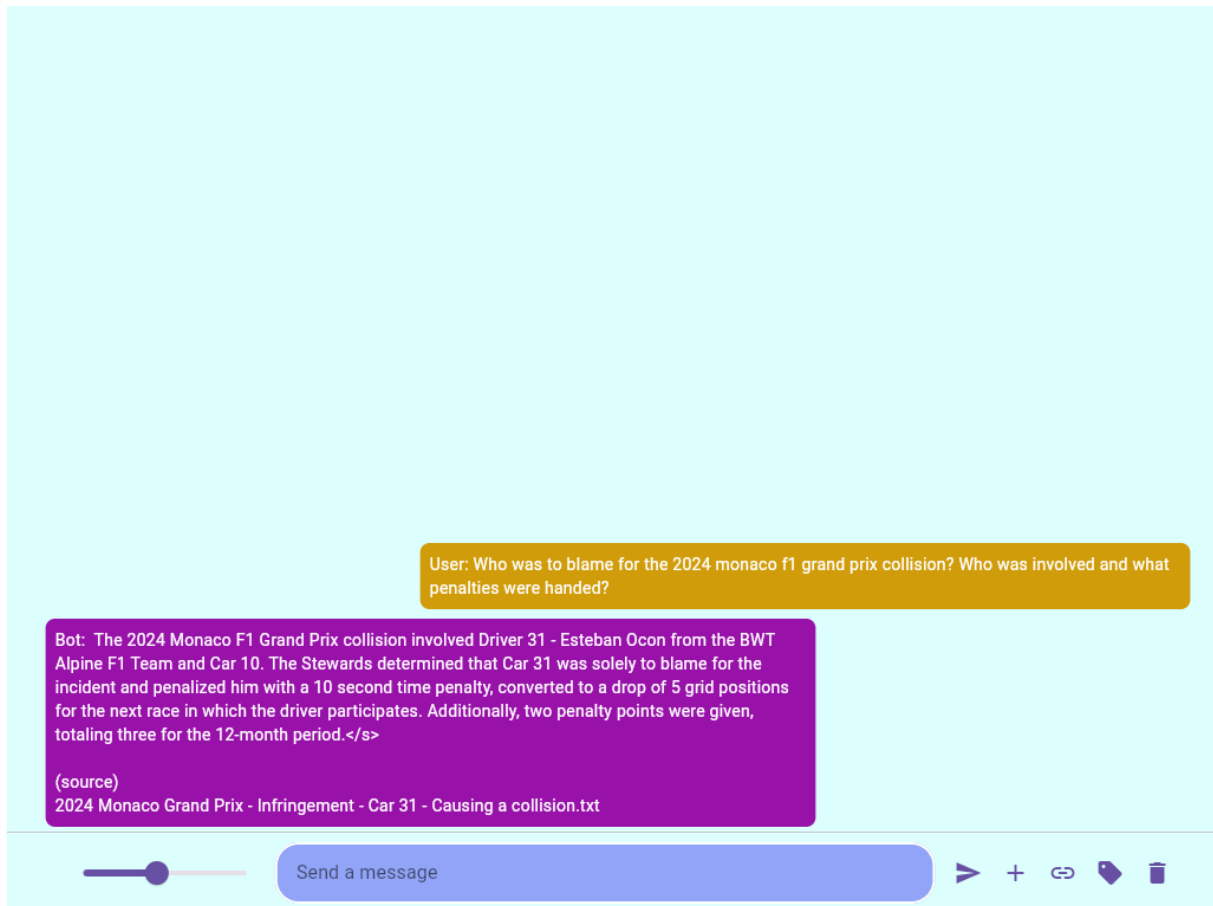 User: Who was to blame for the 2024 monaco f1 grand prix collision? Who was involved and what
penalties were handed?
Bot:  The 2024 Monaco F1 Grand Prix collision involved Driver 31 - Esteban Ocon from the BWT
Alpine F1 Team and Car 10. The Stewards determined that Car 31 was solely to blame for the
incident and penalized him with a 10 second time penalty, converted to a drop of 5 grid positions
for the next race in which the driver participates. Additionally, two penalty points were given,
totaling three for the 12-month period.</s>
(source)
2024 Monaco Grand Prix - Infringement - Car 31 - Causing a collision.txt
Send a message